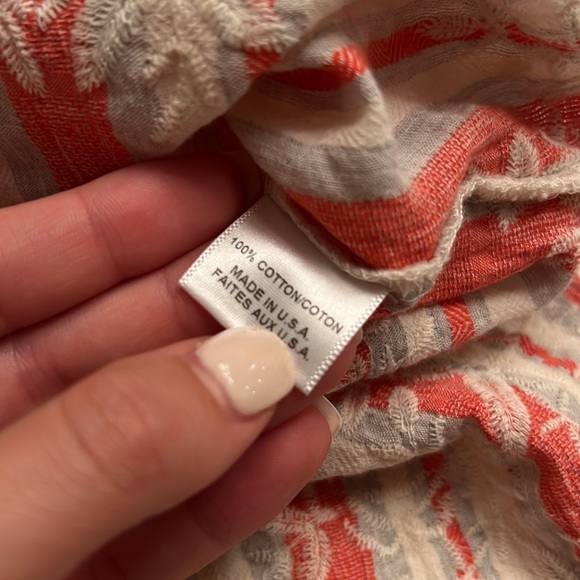 100% COTTON/COTON
MADE IN U.S.A.
FAITES AUX U.S.A.